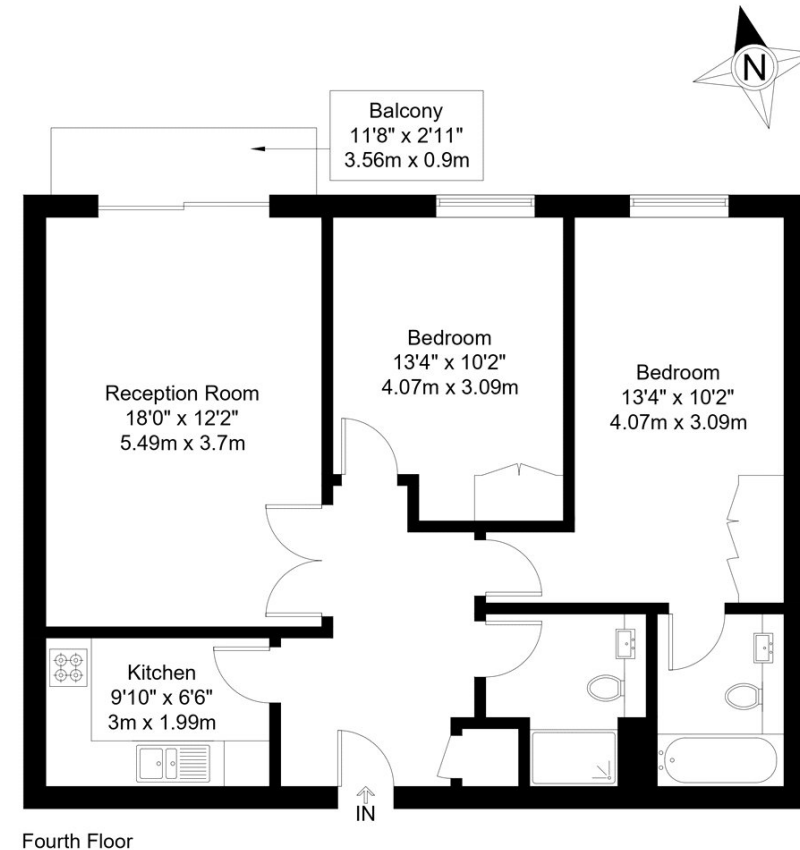 N
Balcony
11'8" x 2'11"
3.56m x 0.9m
Bedroom
13'4" x 10'2"
4.07m x 3.09m
Bedroom
13'4" x 10'2"
4.07m x 3.09m
Reception Room
18'0" x 12'2"
5.49m x 3.7m
Kitchen
9'10" x 6'6"
3m x 1.99m
IN
Fourth Floor